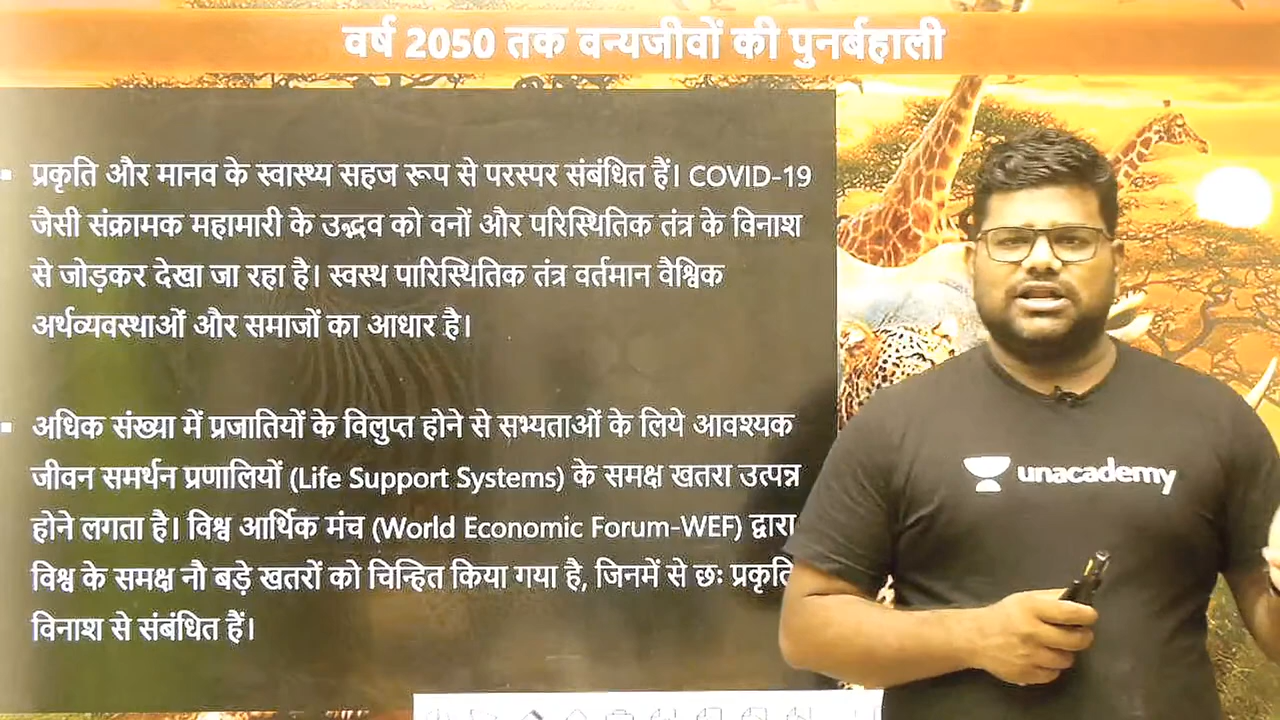 वर्ष 2050 तक वन्यजीवों की पुनर्बहाली
प्रकृति और मानव के स्वास्थ्य सहज रूप से परस्पर संबंधित हैं। COVID-19
जैसी संक्रामक महामारी के उद्भव को वनों और परिस्थितिक तंत्र के विनाश
से जोड़कर देखा जा रहा है। स्वस्थ पारिस्थितिक तंत्र वर्तमान वैश्विक
अर्थव्यवस्थाओं और समाजों का आधार है।
अधिक संख्या में प्रजातियों के विलुप्त होने से सभ्यताओं के लिये आवश्यक
जीवन समर्थन प्रणालियों (Life Support Systems) के समक्ष खतरा उत्पन्न
होने लगता है। विश्व आर्थिक मंच (World Economic Forum-WEF) द्वारा
विश्व के समक्ष नौ बड़े खतरों को चिन्हित किया गया है, जिनमें से छः प्रकृति
विनाश से संबंधित हैं।
unacademy